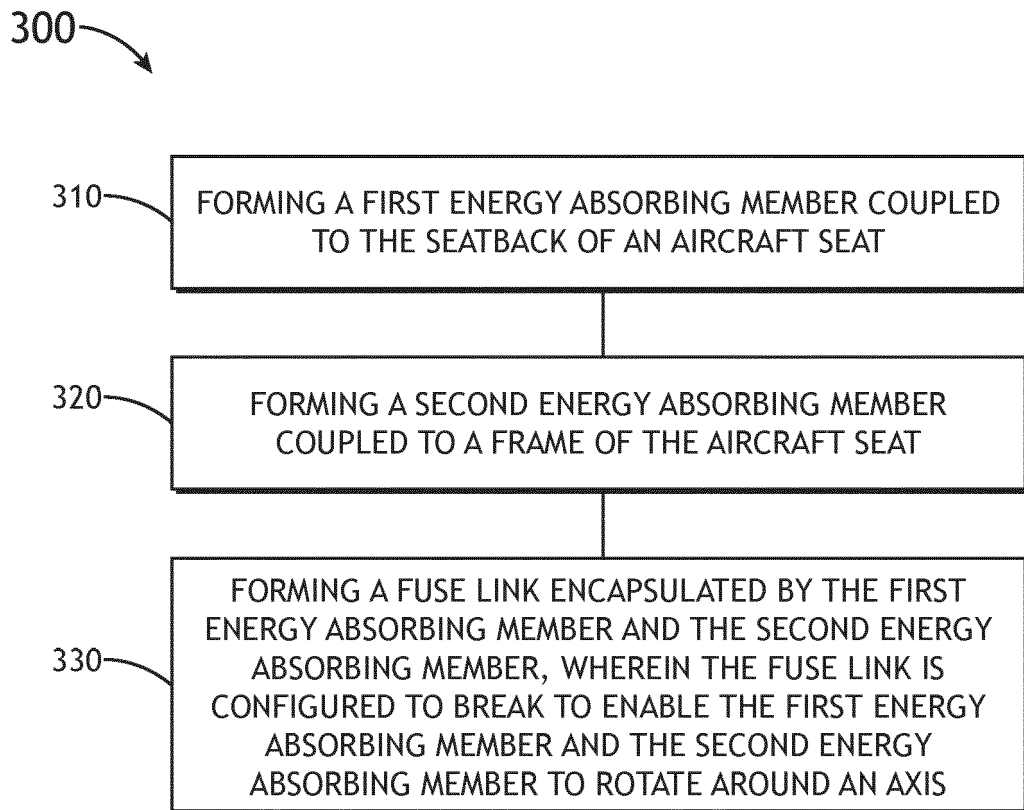 300
310
FORMING A FIRST ENERGY ABSORBING MEMBER COUPLED
TO THE SEATBACK OF AN AIRCRAFT SEAT
320
FORMING A SECOND ENERGY ABSORBING MEMBER
COUPLED TO A FRAME OF THE AIRCRAFT SEAT
330
FORMING A FUSE LINK ENCAPSULATED BY THE FIRST
ENERGY ABSORBING MEMBER AND THE SECOND ENERGY
ABSORBING MEMBER, WHEREIN THE FUSE LINK IS
CONFIGURED TO BREAK TO ENABLE THE FIRST ENERGY
ABSORBING MEMBER AND THE SECOND ENERGY
ABSORBING MEMBER TO ROTATE AROUND AN AXIS